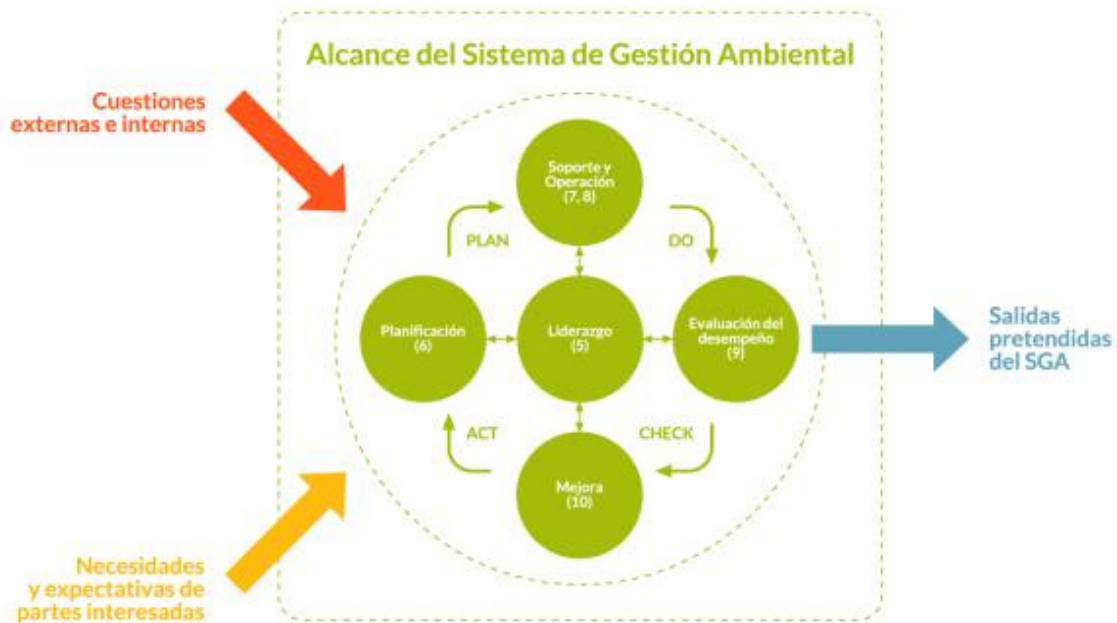 Alcance del Sistema de Gestión Ambiental
Cuestiones
externas e internas
Soporte y
Operación
(7, 8)
PLAN
DO
Planificación
(6)
Liderazgo
(5)
Evaluación del
desempeño
(9)
Salidas
pretendidas
del SGA
ACT
CHECK
Mejora
(10)
Necesidades
y expectativas de
partes interesadas